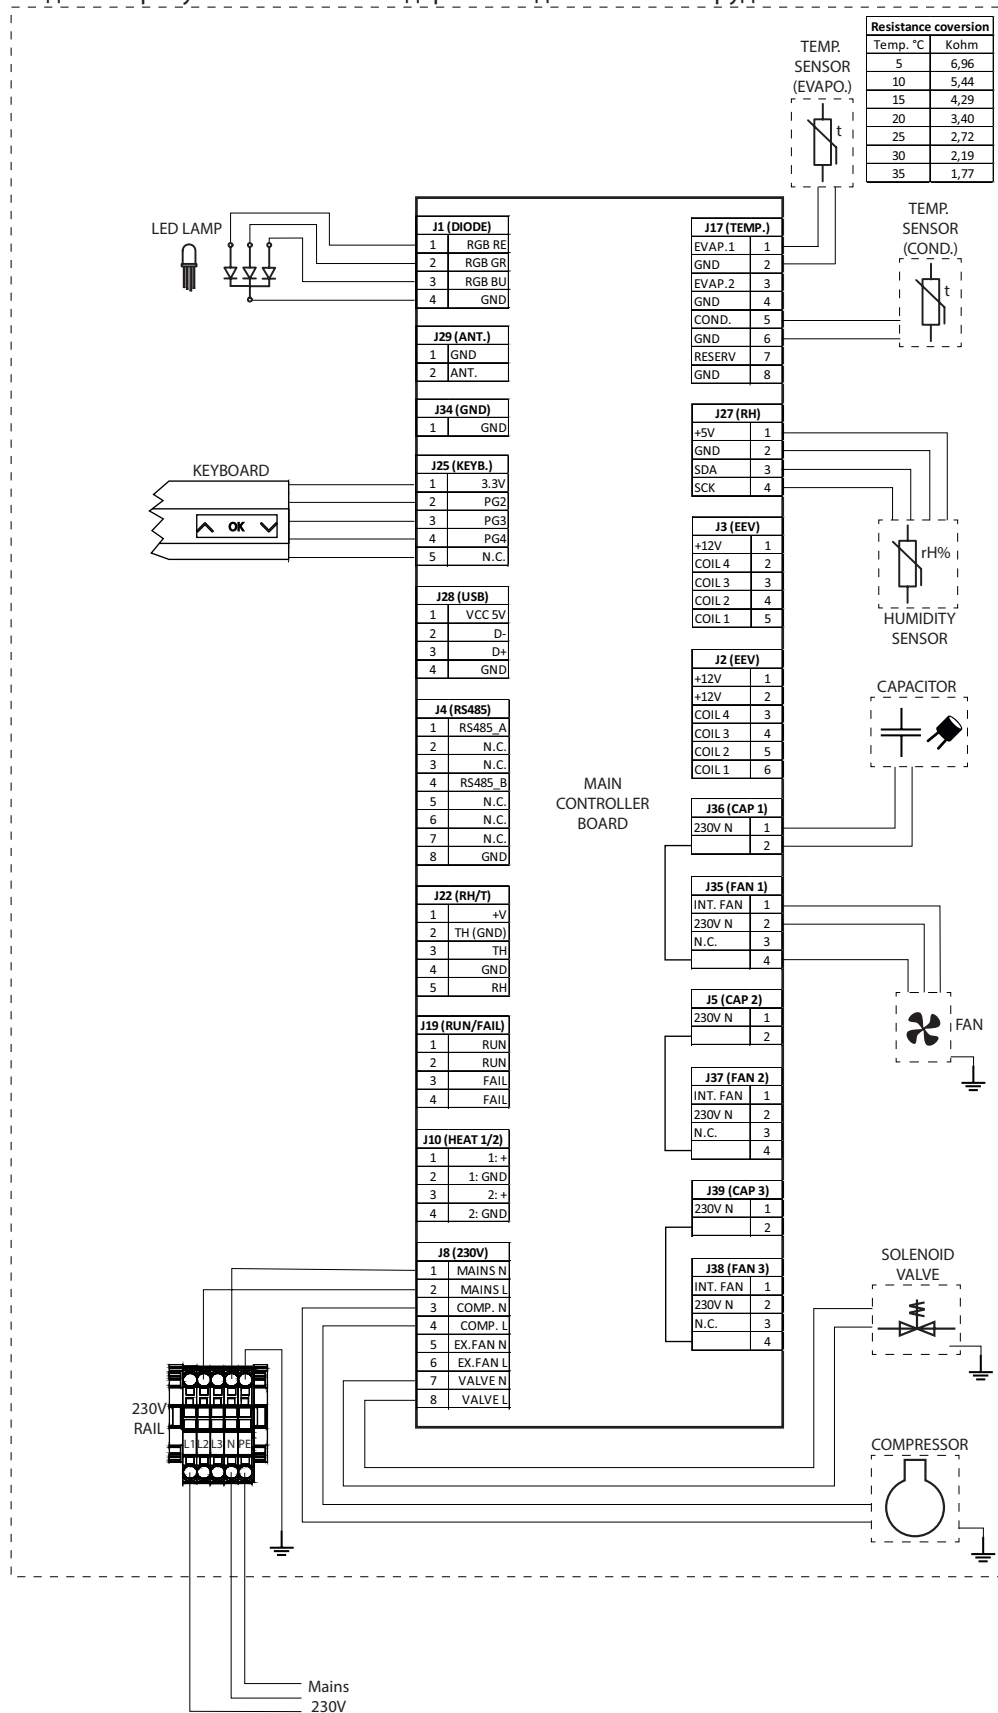 Resistance coversion
Temp. °C Kohm
5 6,96
10 5,44
15 4,29
20 3,40
25 2,72
30 2,19
35 1,77
TEMP.
SENSOR
(EVAPO.)
t
TEMP.
SENSOR
(COND.)
t
LED LAMP
J1 (DIODE)
1 RGB RE
2 RGB GR
3 RGB BU
4 GND
J29 (ANT.)
1 GND
2 ANT.
J34 (GND)
1 GND
KEYBOARD
OK
J25 (KEYB.)
1 3.3V
2 PG2
3 PG3
4 PG4
5 N.C.
J28 (USB)
1 VCC 5V
2 D-
3 D+
4 GND
J4 (RS485)
1 RS485_A
2 N.C.
3 N.C.
4 RS485_B
5 N.C.
6 N.C.
7 N.C.
8 GND
J22 (RH/T)
1 +V
2 TH (GND)
3 TH
4 GND
5 RH
J19 (RUN/FAIL)
1 RUN
2 RUN
3 FAIL
4 FAIL
J10 (HEAT 1/2)
1 1: +
2 1: GND
3 2: +
4 2: GND
J8 (230V)
1 MAINS N
2 MAINS L
3 COMP. N
4 COMP. L
5 EX.FAN N
6 EX.FAN L
7 VALVE N
8 VALVE L
MAIN
CONTROLLER
BOARD
J17 (TEMP.)
EVAP.1 1
GND 2
EVAP.2 3
GND 4
COND. 5
GND 6
RESERV 7
GND 8
J27 (RH)
+5V 1
GND 2
SDA 3
SCK 4
J3 (EEV)
+12V 1
COIL 4 2
COIL 3 3
COIL 2 4
COIL 1 5
J2 (EEV)
+12V 1
+12V 2
COIL 4 3
COIL 3 4
COIL 2 5
COIL 1 6
J36 (CAP 1)
230V N 1
2
J35 (FAN 1)
INT. FAN 1
230V N 2
N.C. 3
4
J5 (CAP 2)
230V N 1
2
J37 (FAN 2)
INT. FAN 1
230V N 2
N.C. 3
4
J39 (CAP 3)
230V N 1
2
J38 (FAN 3)
INT. FAN 1
230V N 2
N.C. 3
4
rH%
HUMIDITY
SENSOR
CAPACITOR
FAN
SOLENOID
VALVE
COMPRESSOR
230V
RAIL
L1 L2 L3 N PE
Mains
230V